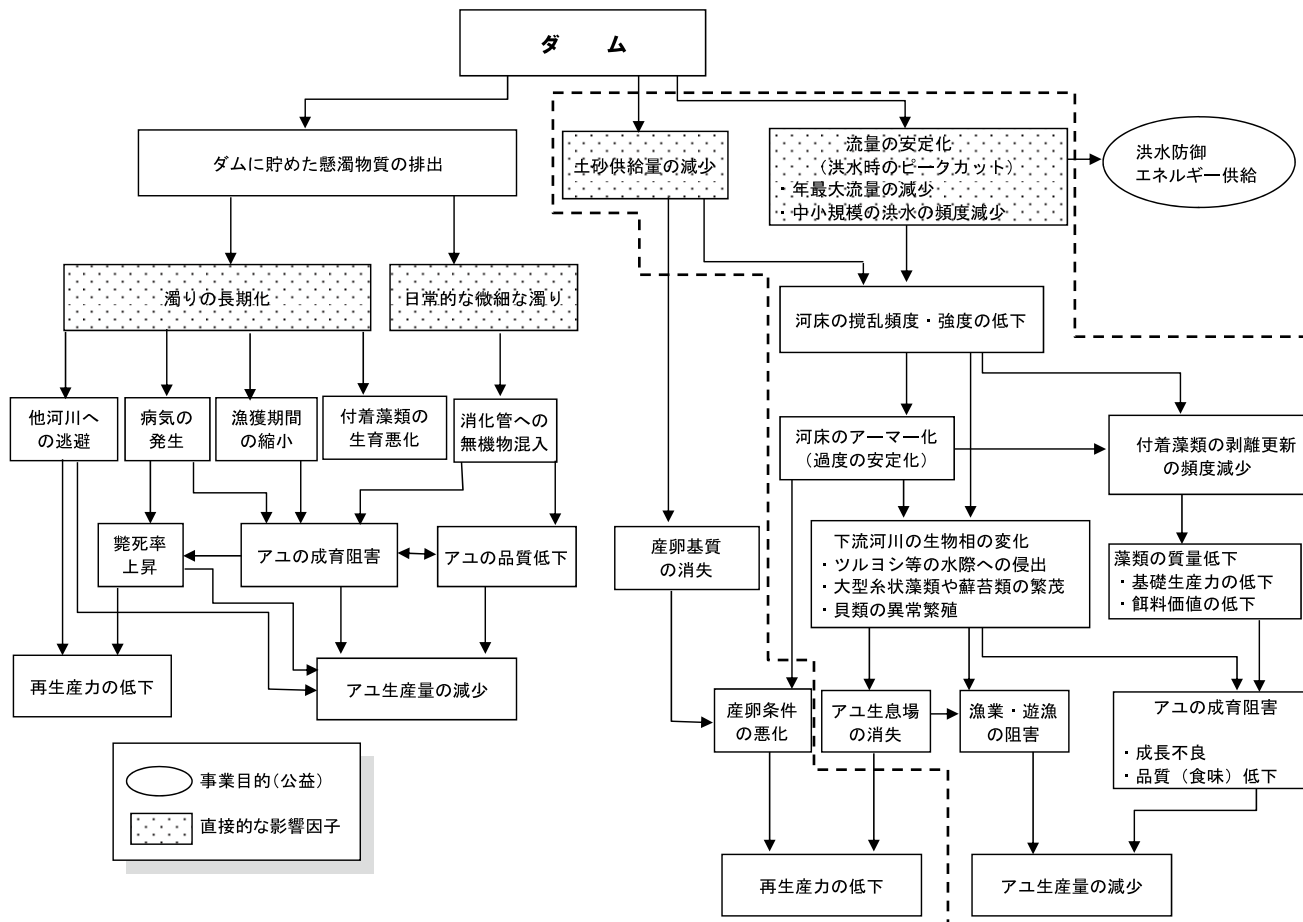 ダ　ム
ダムに貯めた懸濁物質の排出
土砂供給量の減少
流量の安定化
（洪水時のピークカット）
・年最大流量の減少
・中小規模の洪水の頻度減少
洪水防御
エネルギー供給
濁りの長期化
日常的な微細な濁り
河床の撹乱頻度・強度の低下
他河川へ
の逃避
病気の
発生
漁獲期間
の縮小
付着藻類の
生育悪化
消化管への
無機物混入
河床のアーマー化
（過度の安定化）
付着藻類の剥離更新
の頻度減少
斃死率
上昇
アユの成育阻害
アユの品質低下
産卵基質
の消失
下流河川の生物相の変化
・ツルヨシ等の水際への侵出
・大型糸状藻類や蘚苔類の繁茂
・貝類の異常繁殖
藻類の質量低下
・基礎生産力の低下
・餌料価値の低下
再生産力の低下
アユ生産量の減少
産卵条件
の悪化
アユ生息場
の消失
漁業・遊漁
の阻害
アユの成育阻害
・成長不良
・品質（食味）低下
事業目的(公益)
直接的な影響因子
再生産力の低下
アユ生産量の減少